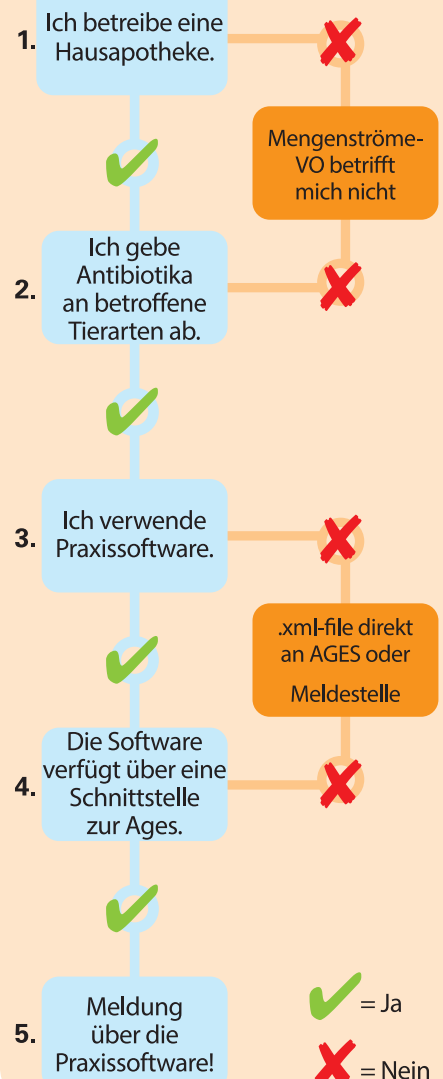 1.
Ich betreibe eine
Hausapotheke.
Mengenströme-
VO betrifft
mich nicht
2.
Ich gebe
Antibiotika
an betroffene
Tierarten ab.
3.
Ich verwende
Praxissoftware.
.xml-file direkt
an AGES oder
Meldestelle
4.
Die Software
verfügt über eine
Schnittstelle
zur Ages.
5.
Meldung
über die
Praxissoftware!
= Ja
= Nein